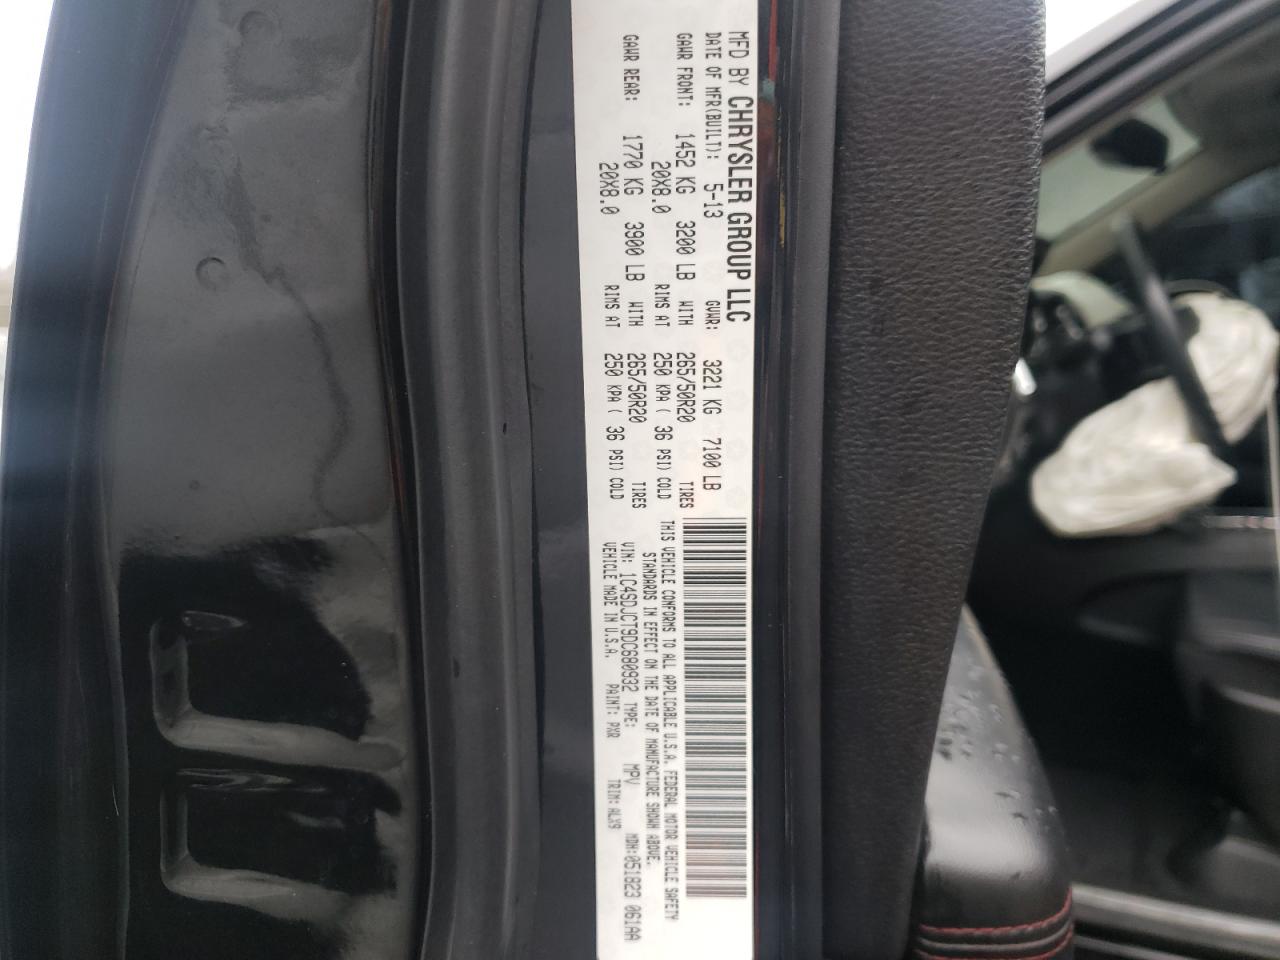 MFD BY CHRYSLER GROUP LLC
DATE OF MFR(BUILT): 5-13 GVWR: 3221 KG 7100 LB
GAWR FRONT: 1452 KG 3200 LB WITH 265/50R20 TIRES
20X8.0 RIMS AT 250 KPA ( 36 PSI) COLD
GAWR REAR: 1770 KG 3900 LB WITH 265/50R20 TIRES
20X8.0 RIMS AT 250 KPA ( 36 PSI) COLD
THIS VEHICLE CONFORMS TO ALL APPLICABLE U.S.A. FEDERAL MOTOR VEHICLE SAFETY
STANDARDS IN EFFECT ON THE DATE OF MANUFACTURE SHOWN ABOVE.
VIN: 1C4SDJCT9DC680932 TYPE: MPV MDH:051823 061AA
VEHICLE MADE IN U.S.A. PAINT: PXR TRIM: ALX9